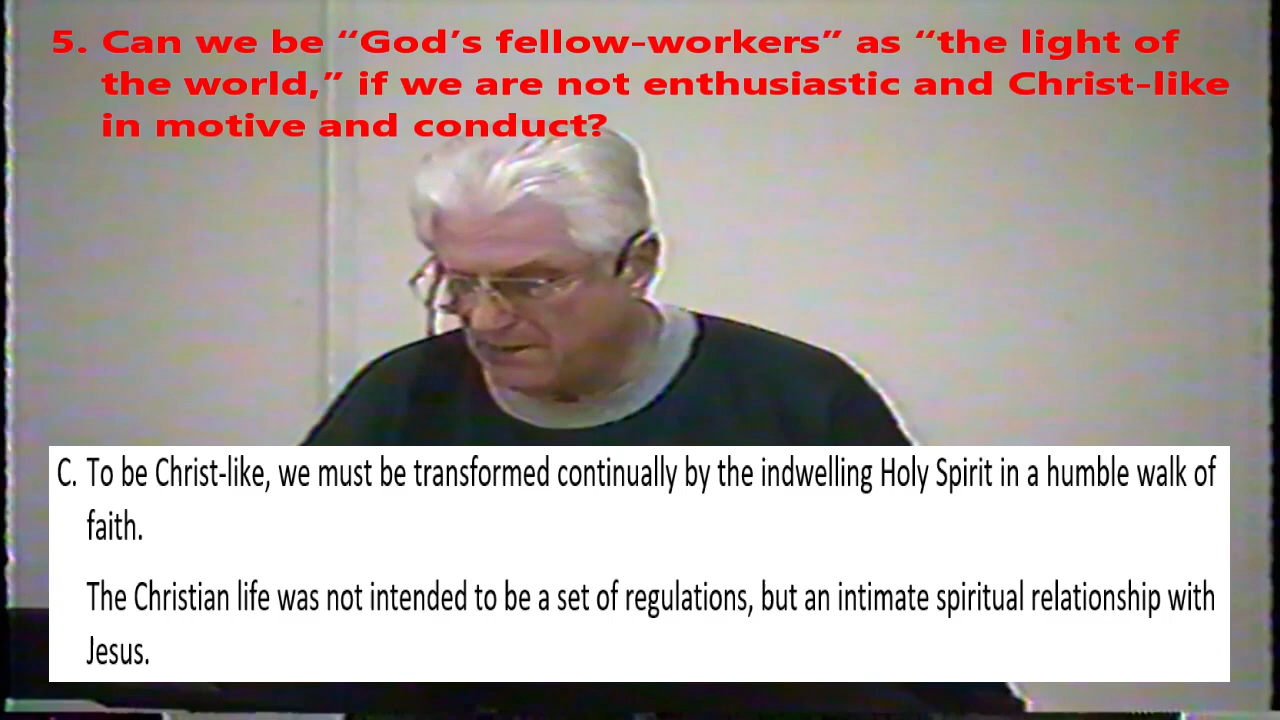 5. Can we be “God’s fellow-workers” as “the light of
the world,” if we are not enthusiastic and Christ-like
in motive and conduct?
C. To be Christ-like, we must be transformed continually by the indwelling Holy Spirit in a humble walk of
faith.
The Christian life was not intended to be a set of regulations, but an intimate spiritual relationship with
Jesus.